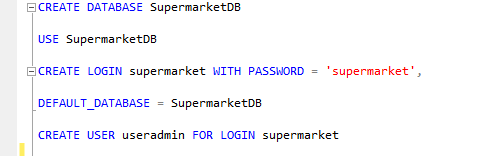 CREATE DATABASE SupermarketDB
USE SupermarketDB
CREATE LOGIN supermarket WITH PASSWORD = 'supermarket',
DEFAULT_DATABASE = SupermarketDB
CREATE USER useradmin FOR LOGIN supermarket